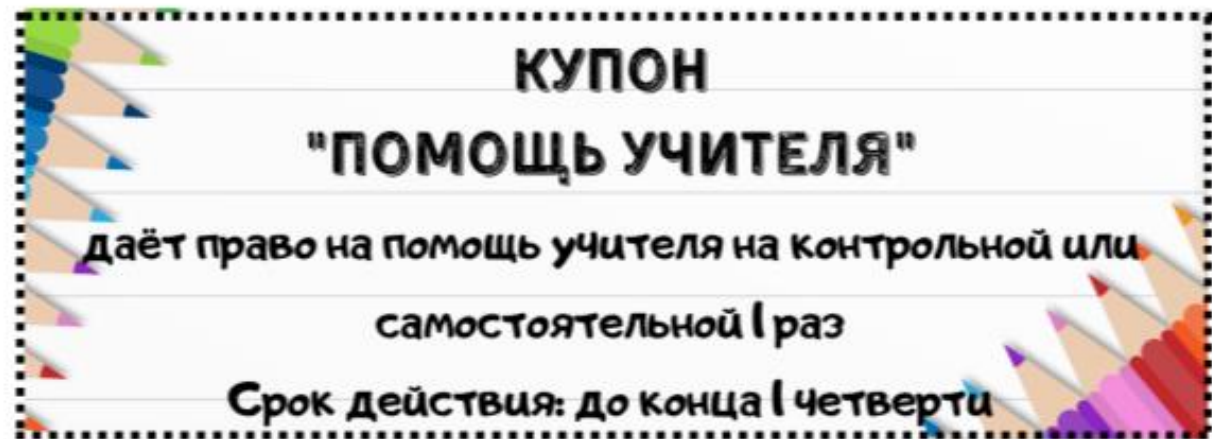 КУПОН
"ПОМОЩЬ УЧИТЕЛЯ"
даёт право на помощь учителя на контрольной или
самостоятельной 1 раз
Срок действия: до конца 1 четверти